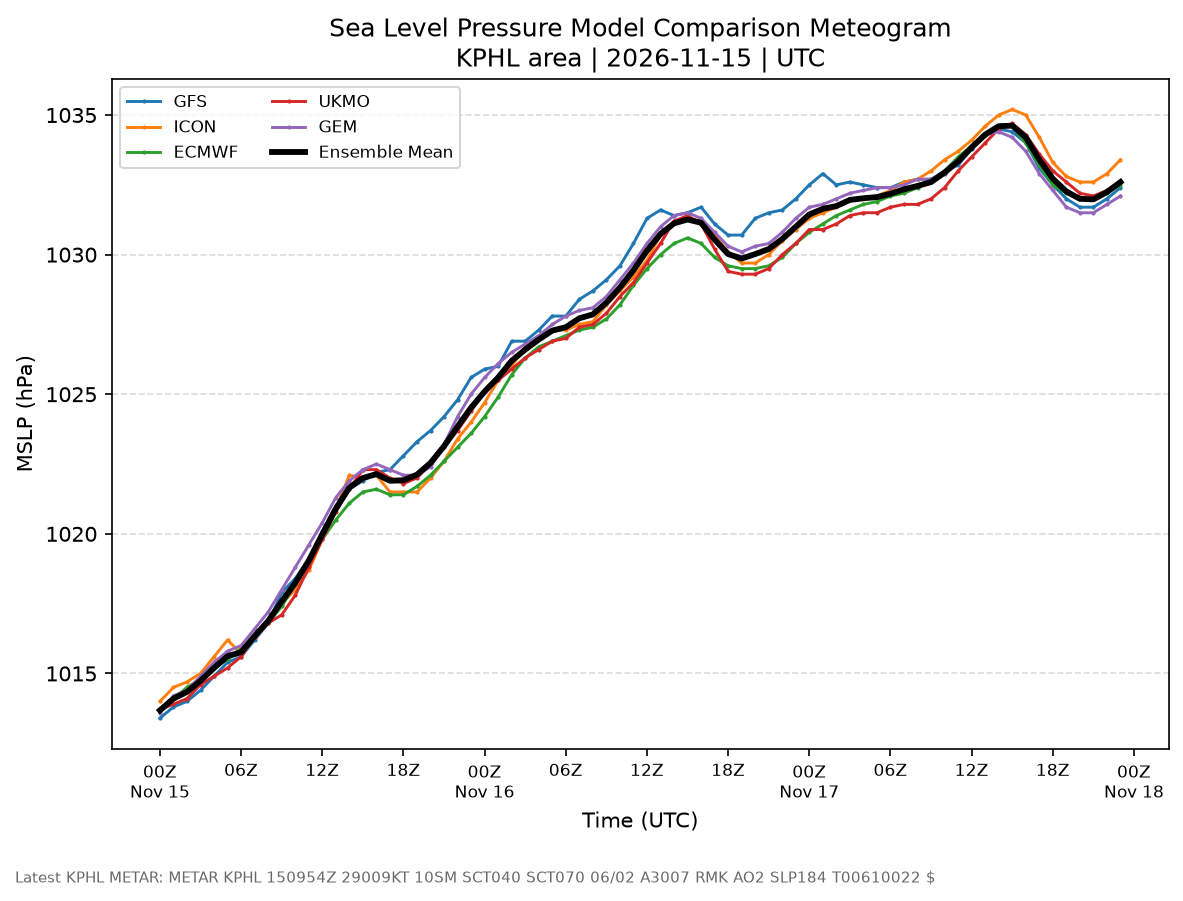 Sea Level Pressure Model Comparison Meteogram
KPHL area | 2026-11-15 | UTC
GFS
ICON
ECMWF
UKMO
GEM
Ensemble Mean
MSLP (hPa)
1035
1030
1025
1020
1015
00Z 06Z 12Z 18Z 00Z 06Z 12Z 18Z 00Z 06Z 12Z 18Z 00Z
Nov 15 Nov 16 Nov 17 Nov 18
Time (UTC)
Latest KPHL METAR: METAR KPHL 150954Z 29009KT 10SM SCT040 SCT070 06/02 A3007 RMK AO2 SLP184 T00610022 $